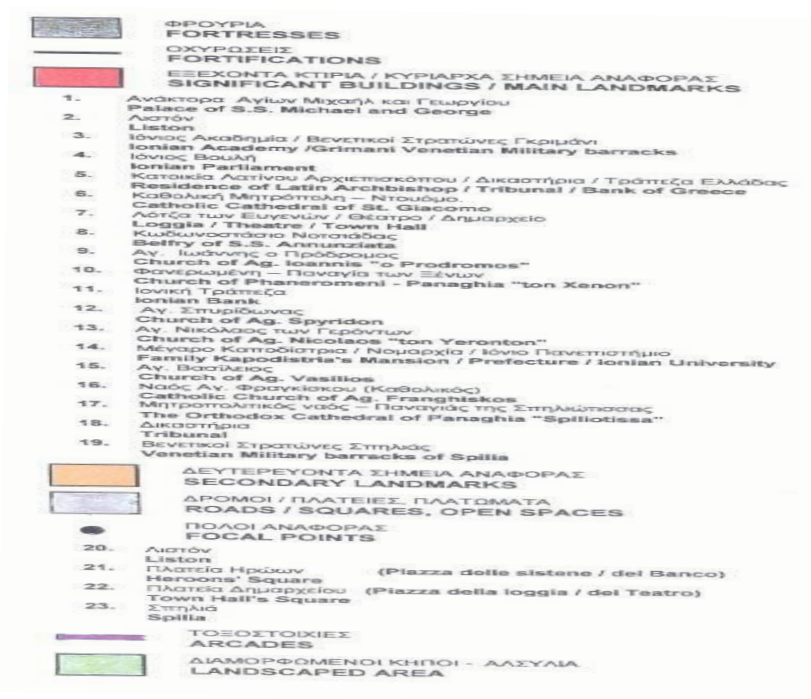 ΦΡΟΥΡΙΑ
FORTRESSES
ΟΧΥΡΩΣΕΙΣ
FORTIFICATIONS
ΕΞΕΧΟΝΤΑ ΚΤΙΡΙΑ / ΚΥΡΙΑΡΧΑ ΣΗΜΕΙΑ ΑΝΑΦΟΡΑΣ
SIGNIFICANT BUILDINGS / MAIN LANDMARKS
1. Ανάκτορα Αγίων Μιχαήλ και Γεωργίου
Palace of S.S. Michael and George
2. Λιστόν
Liston
3. Ιόνιος Ακαδημία / Βενετικοί Στρατώνες Γκριμάνι
Ionian Academy /Grimani Venetian Military barracks
4. Ιόνιος Βουλή
Ionian Parliament
5. Κατοικία Λατίνου Αρχιεπισκόπου / Δικαστήρια / Τράπεζα Ελλάδας
Residence of Latin Archbishop / Tribunal / Bank of Greece
6. Καθολική Μητρόπολη – Ντουόμο.
Catholic Cathedral of St. Giacomo
7. Λότζα των Ευγενών / Θέατρο / Δημαρχείο
Loggia / Theatre / Town Hall
8. Κωδωνοστάσιο Νοτσιάδας
Belfry of S.S. Annunziata
9. Αγ. Ιωάννης ο Πρόδρομος
Church of Ag. Ioannis "o Prodromos"
10. Φανερωμένη – Παναγία των Ξένων
Church of Phaneromeni - Panaghia "ton Xenon"
11. Ιονική Τράπεζα
Ionian Bank
12. Αγ. Σπυρίδωνας
Church of Ag. Spyridon
13. Αγ. Νικόλαος των Γερόντων
Church of Ag. Nicolaos "ton Yeronton"
14. Μέγαρο Καποδίστρια / Νομαρχία / Ιόνιο Πανεπιστήμιο
Family Kapodistria's Mansion / Prefecture / Ionian University
15. Αγ. Βασίλειος
Church of Ag. Vasilios
16. Ναός Αγ. Φραγκίσκου (Καθολικός)
Catholic Church of Ag. Franghiskos
17. Μητροπολιτικός ναός – Παναγιάς της Σπηλιώτισσας
The Orthodox Cathedral of Panaghia "Spiliotissa"
18. Δικαστήρια
Tribunal
19. Βενετικοί Στρατώνες Σπηλιάς
Venetian Military barracks of Spilia
ΔΕΥΤΕΡΕΥΟΝΤΑ ΣΗΜΕΙΑ ΑΝΑΦΟΡΑΣ
SECONDARY LANDMARKS
ΔΡΟΜΟΙ / ΠΛΑΤΕΙΕΣ, ΠΛΑΤΩΜΑΤΑ
ROADS / SQUARES, OPEN SPACES
ΠΟΛΟΙ ΑΝΑΦΟΡΑΣ
FOCAL POINTS
20. Λιστόν
Liston
21. Πλατεία Ηρώων (Piazza delle sistene / del Banco)
Heroons' Square
22. Πλατεία Δημαρχείου (Piazza della loggia / del Teatro)
Town Hall's Square
23. Σπηλιά
Spilia
ΤΟΞΟΣΤΟΙΧΙΕΣ
ARCADES
ΔΙΑΜΟΡΦΩΜΕΝΟΙ ΚΗΠΟΙ - ΑΛΣΥΛΙΑ
LANDSCAPED AREA